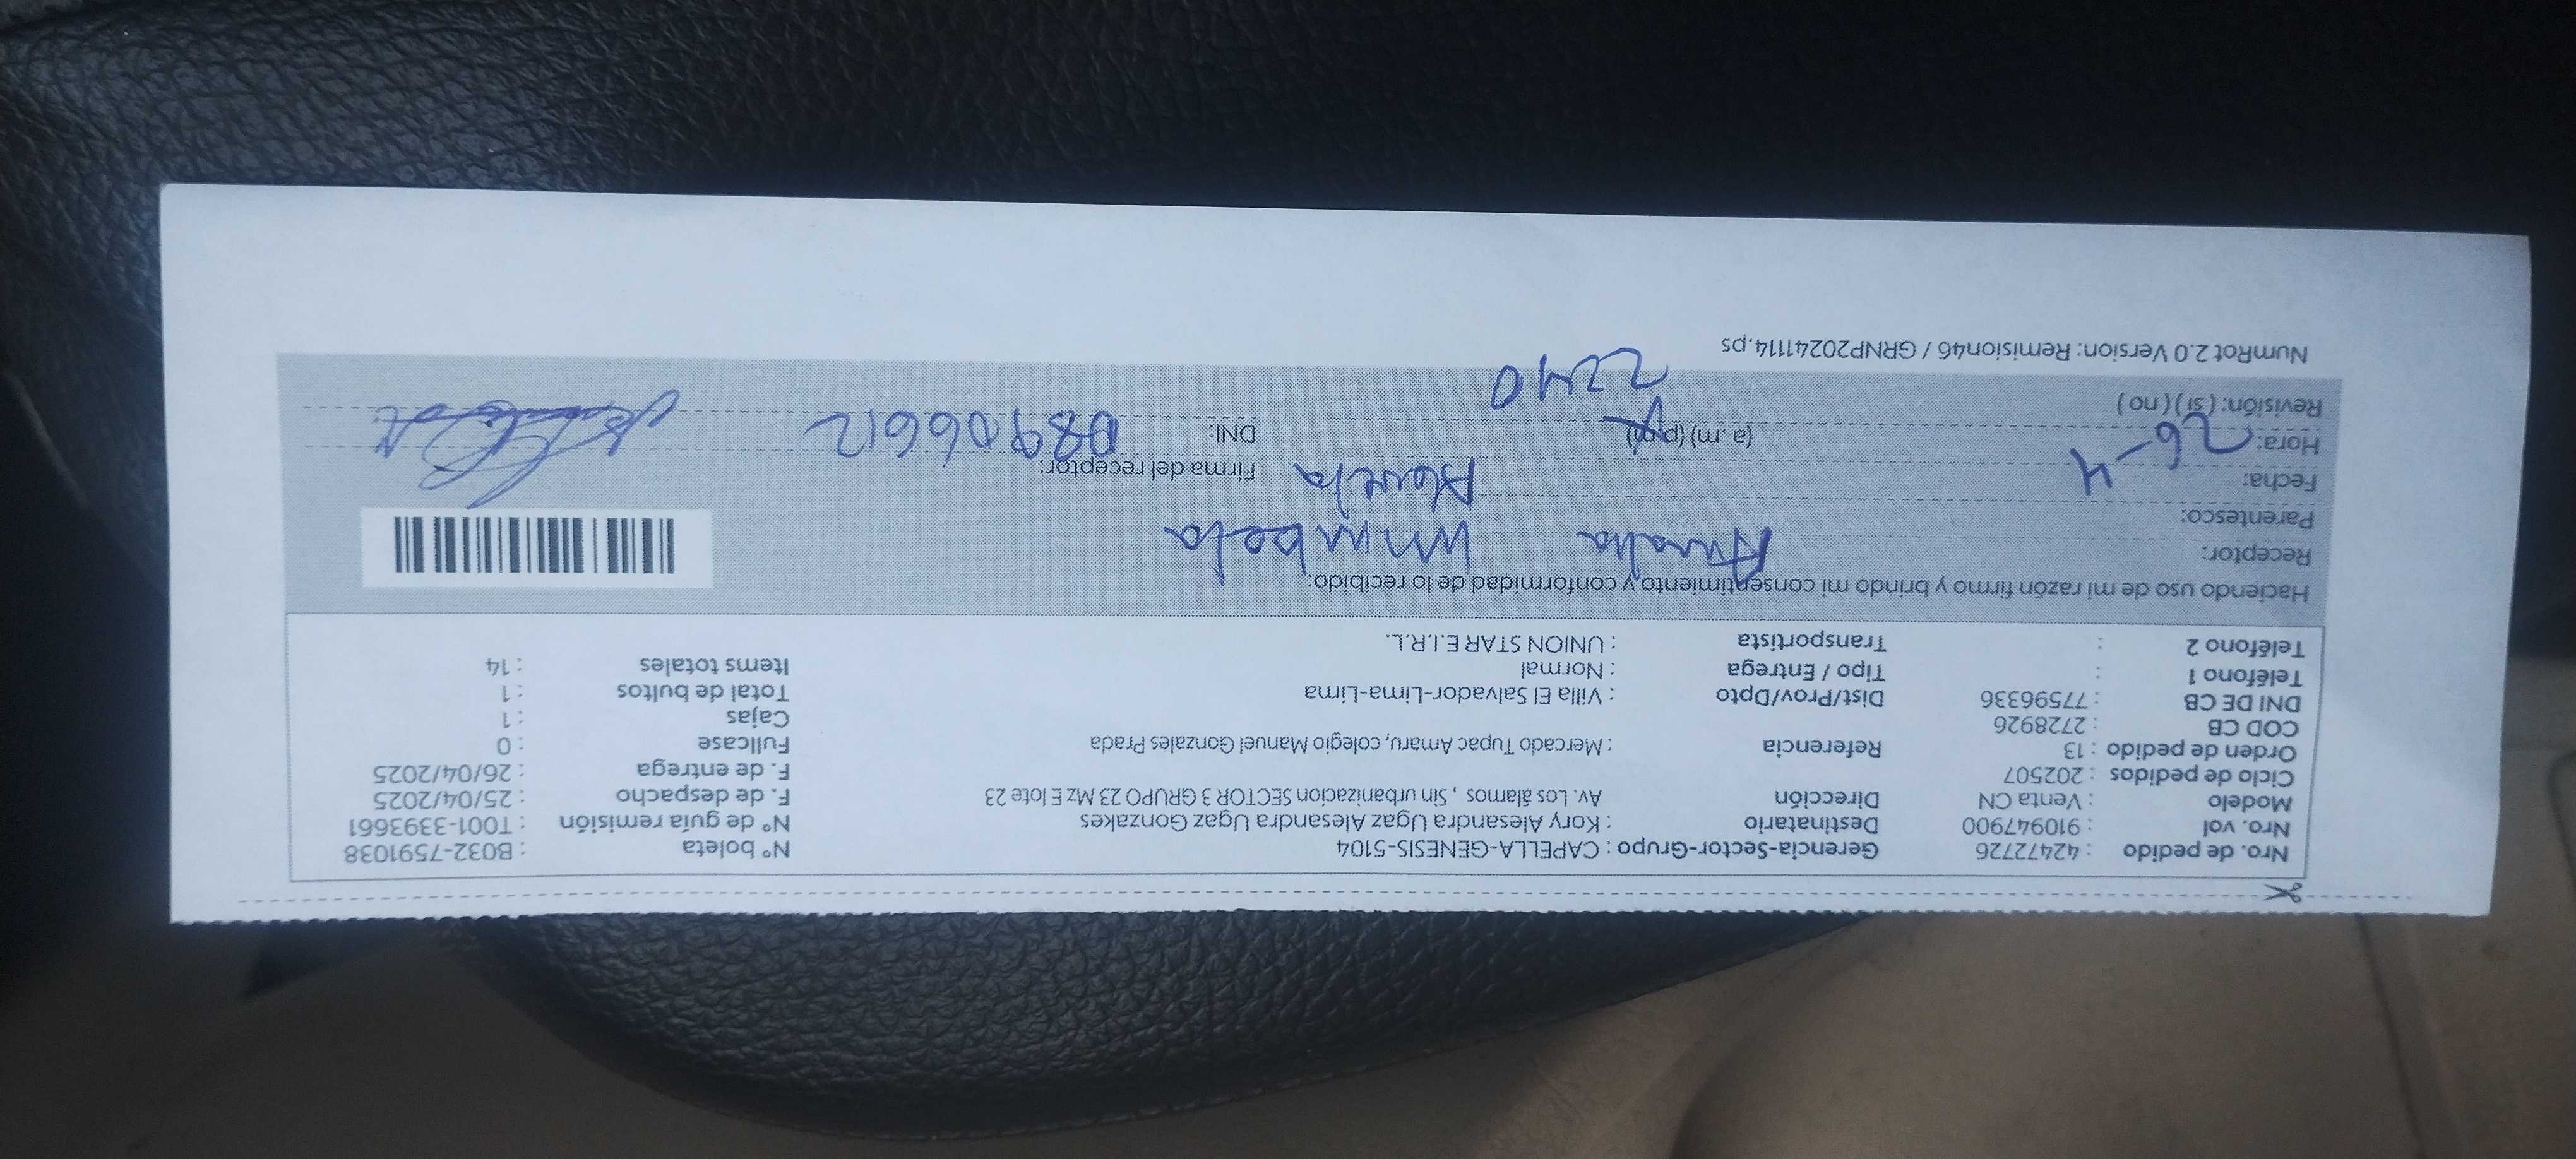 Nro. de pedido : 42472726 Gerencia-Sector-Grupo : CAPELLA-GENESIS-5104 N° boleta : B032-7591038
Nro. vol : 910947900 Destinatario : Kory Alesandra Ugaz Alesandra Ugaz Gonzakes N° de guía remisión : T001-3393661
Modelo : Venta CN Dirección Av. Los álamos , Sin urbanizacion SECTOR 3 GRUPO 23 Mz E lote 23 F. de despacho : 25/04/2025
Ciclo de pedidos : 202507 F. de entrega : 26/04/2025
Orden de pedido : 13 Referencia : Mercado Tupac Amaru, colegio Manuel Gonzales Prada Fullcase : 0
COD CB : 2728926 Cajas : 1
DNI DE CB : 77596336 Dist/Prov/Dpto : Villa El Salvador-Lima-Lima Total de bultos : 1
Teléfono 1 : Tipo / Entrega : Normal Items totales : 14
Teléfono 2 : Transportista : UNION STAR E.I.R.L.
Haciendo uso de mi razón firmo y brindo mi consentimiento y conformidad de lo recibido:
Receptor:
Parentesco:
Fecha: 26-4 Firma del receptor:
Hora: (a.m) (p.m) DNI:
Revisión: (si) (no) 2240
NumRot 2.0 Version: Remision46 / GRNP20241114.ps